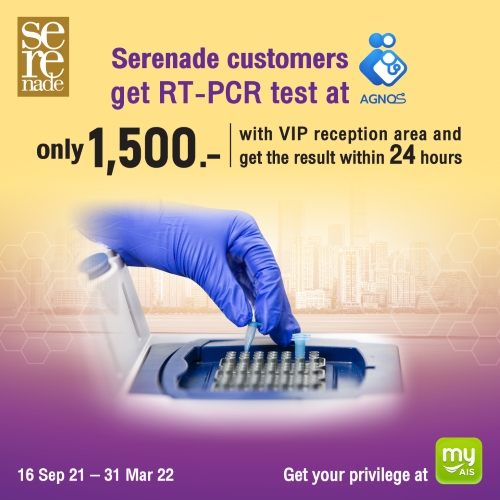 se
re
nade
Serenade customers
get RT-PCR test at
AGNOS
only 1,500.-
with VIP reception area and
get the result within 24 hours
16 Sep 21 – 31 Mar 22
Get your privilege at
my
AIS